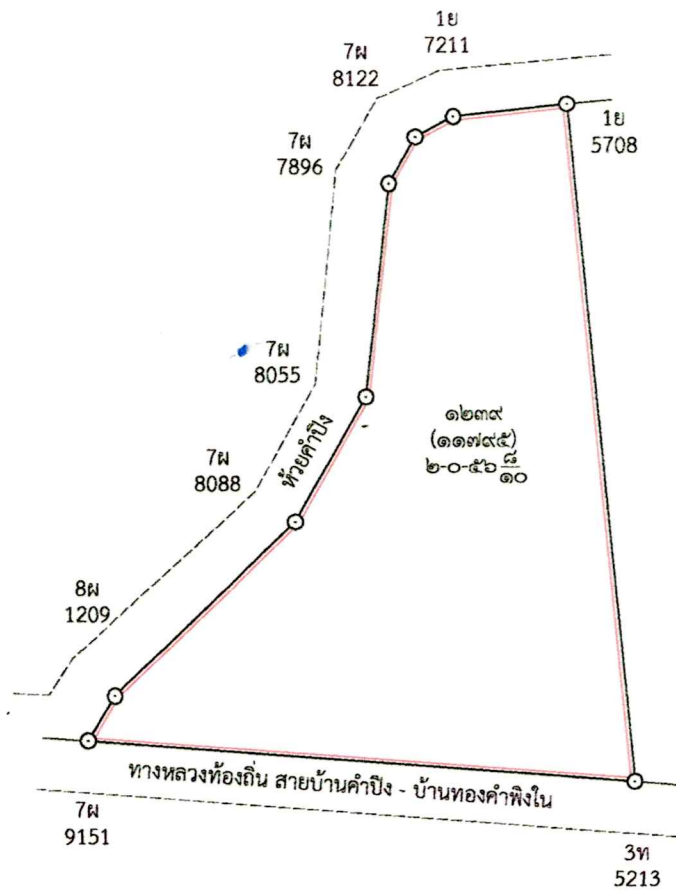 1ย
7211
7ผ
8122
1ย
5708
7ผ
7896
7ผ
8055
๑๒๓๙
(๑๑๗๙๕)
๒-๐-๕๖ ๘/๑๐
ห้วยคำปิง
7ผ
8088
8ผ
1209
ทางหลวงท้องถิ่น สายบ้านคำปิง - บ้านทองคำพิงใน
7ผ
9151
3ท
5213